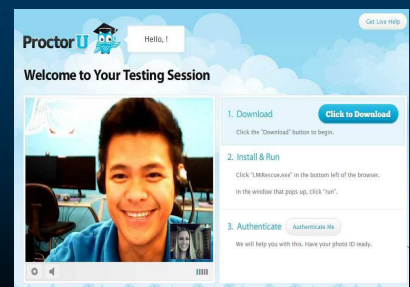 Get Live Help
ProctorU
Hello, !
Welcome to Your Testing Session
1. Download
Click to Download
Click the "Download" button to begin.
2. Install & Run
Click "LMIRescue.exe" in the bottom left of the browser.
In the window that pops up, click "run".
3. Authenticate
Authenticate Me
We will help you with this. Have your photo ID ready.